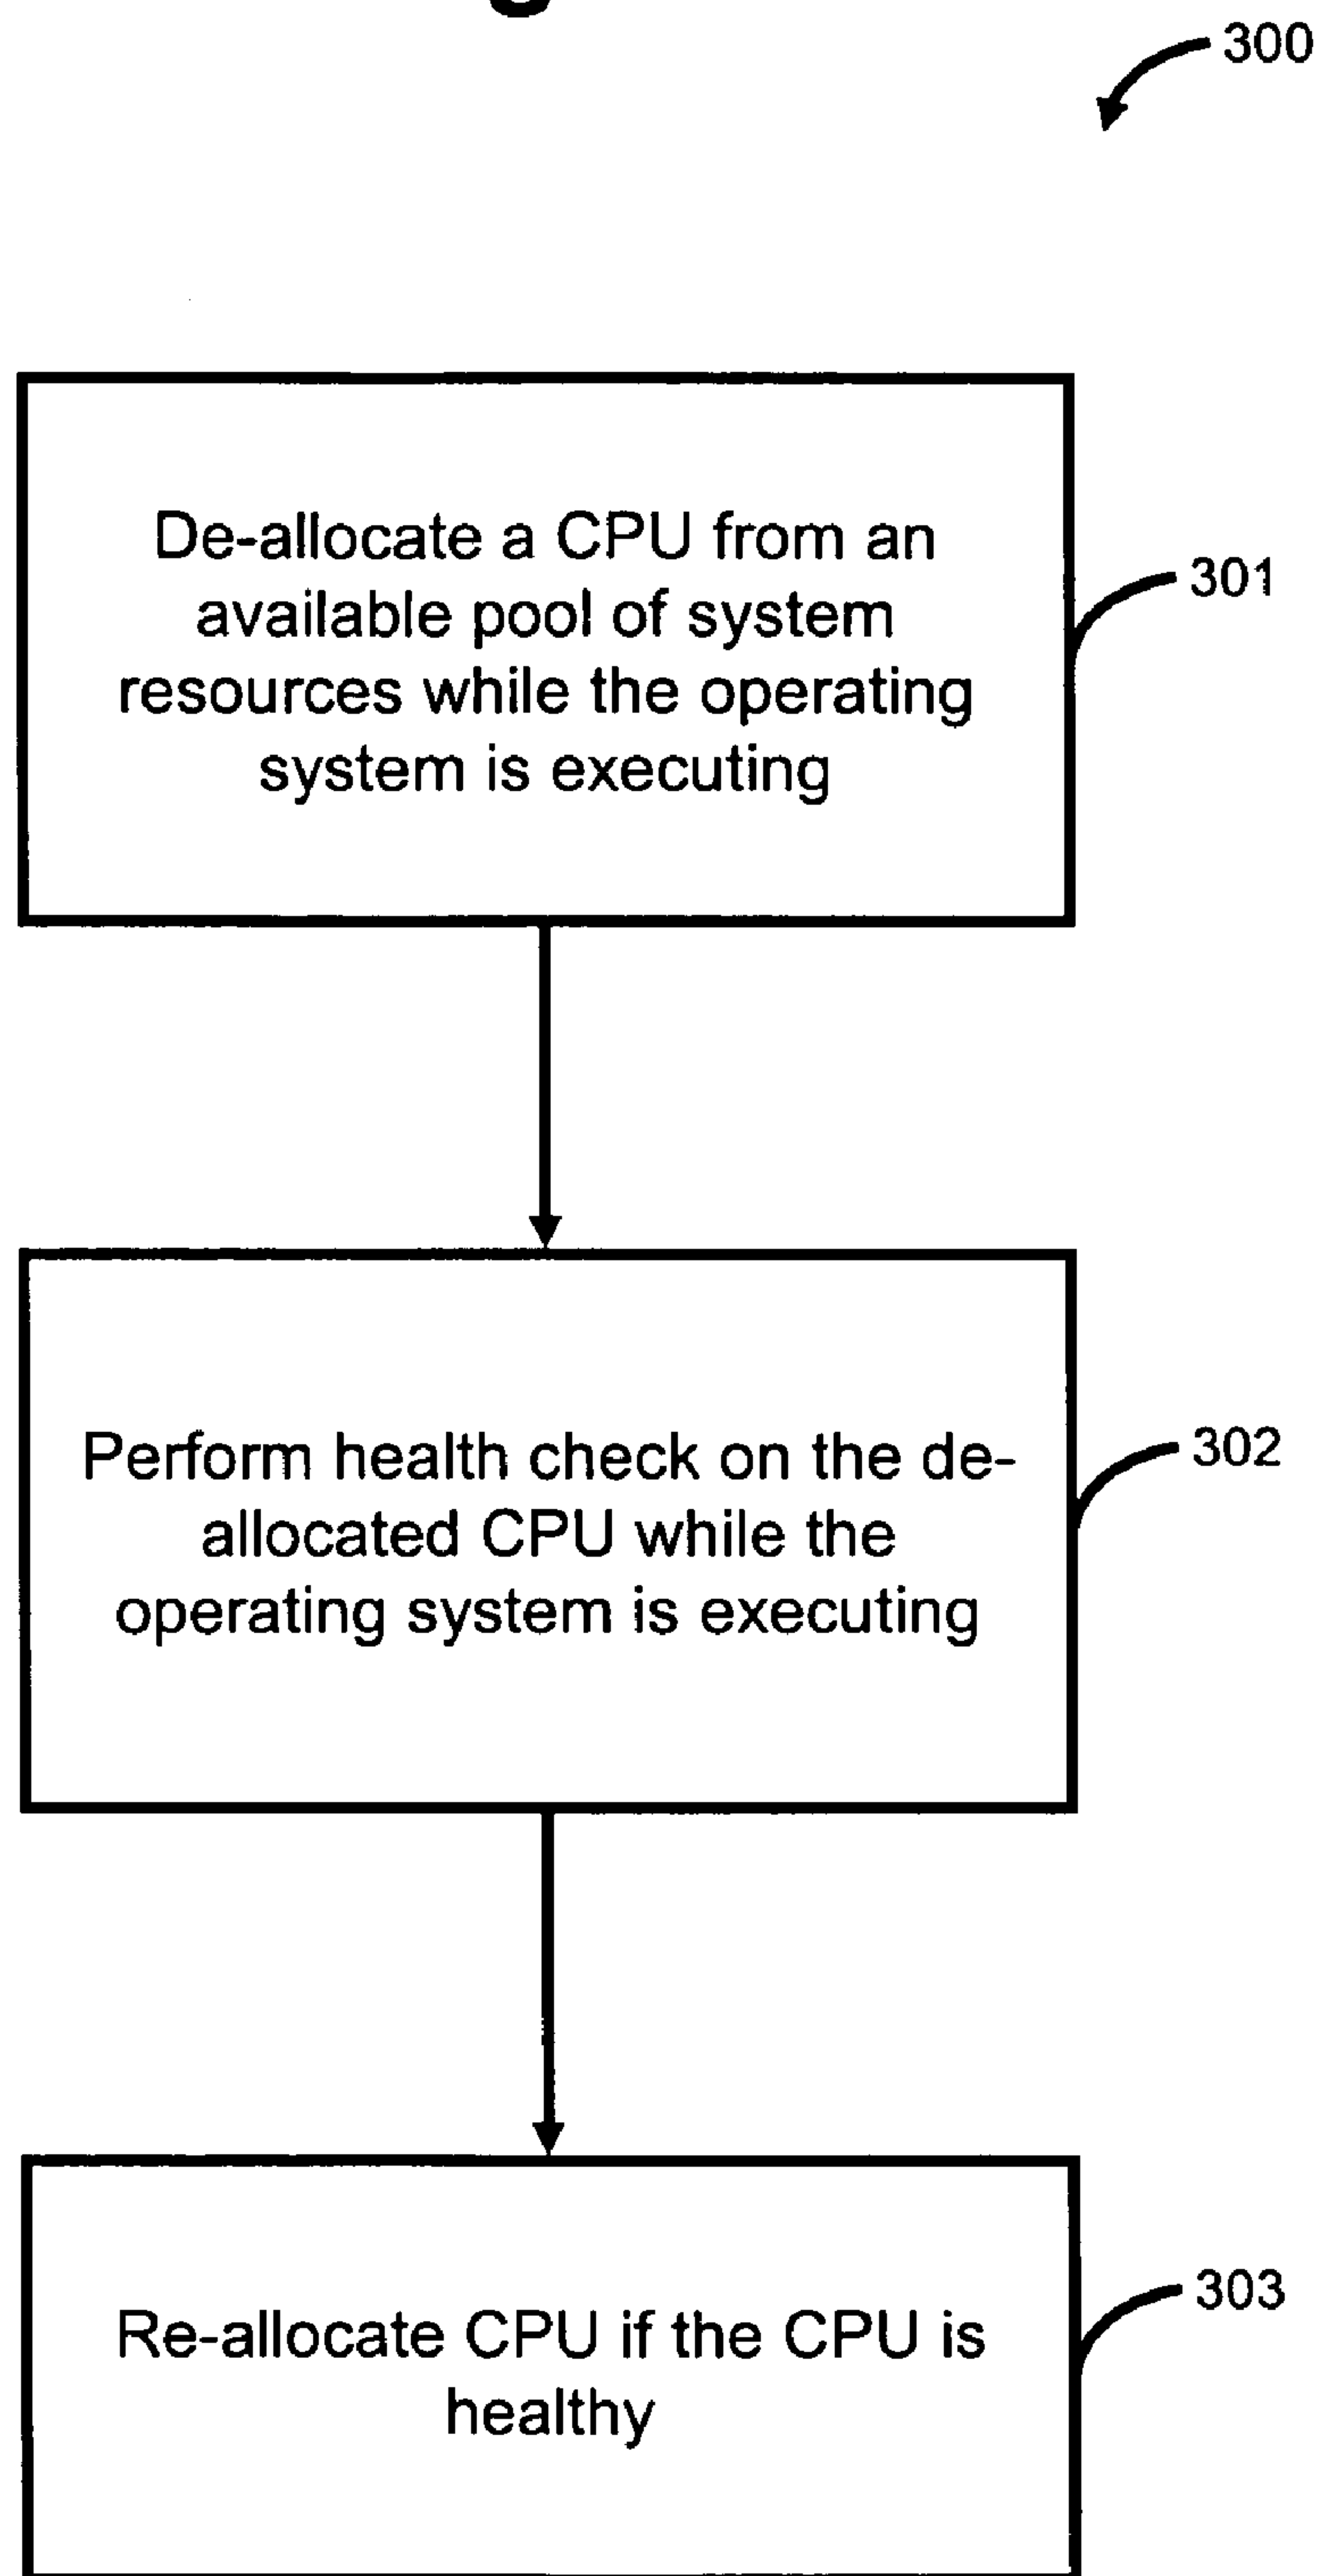 300
De-allocate a CPU from an
available pool of system
resources while the operating
system is executing
301
Perform health check on the de-
allocated CPU while the
operating system is executing
302
Re-allocate CPU if the CPU is
healthy
303